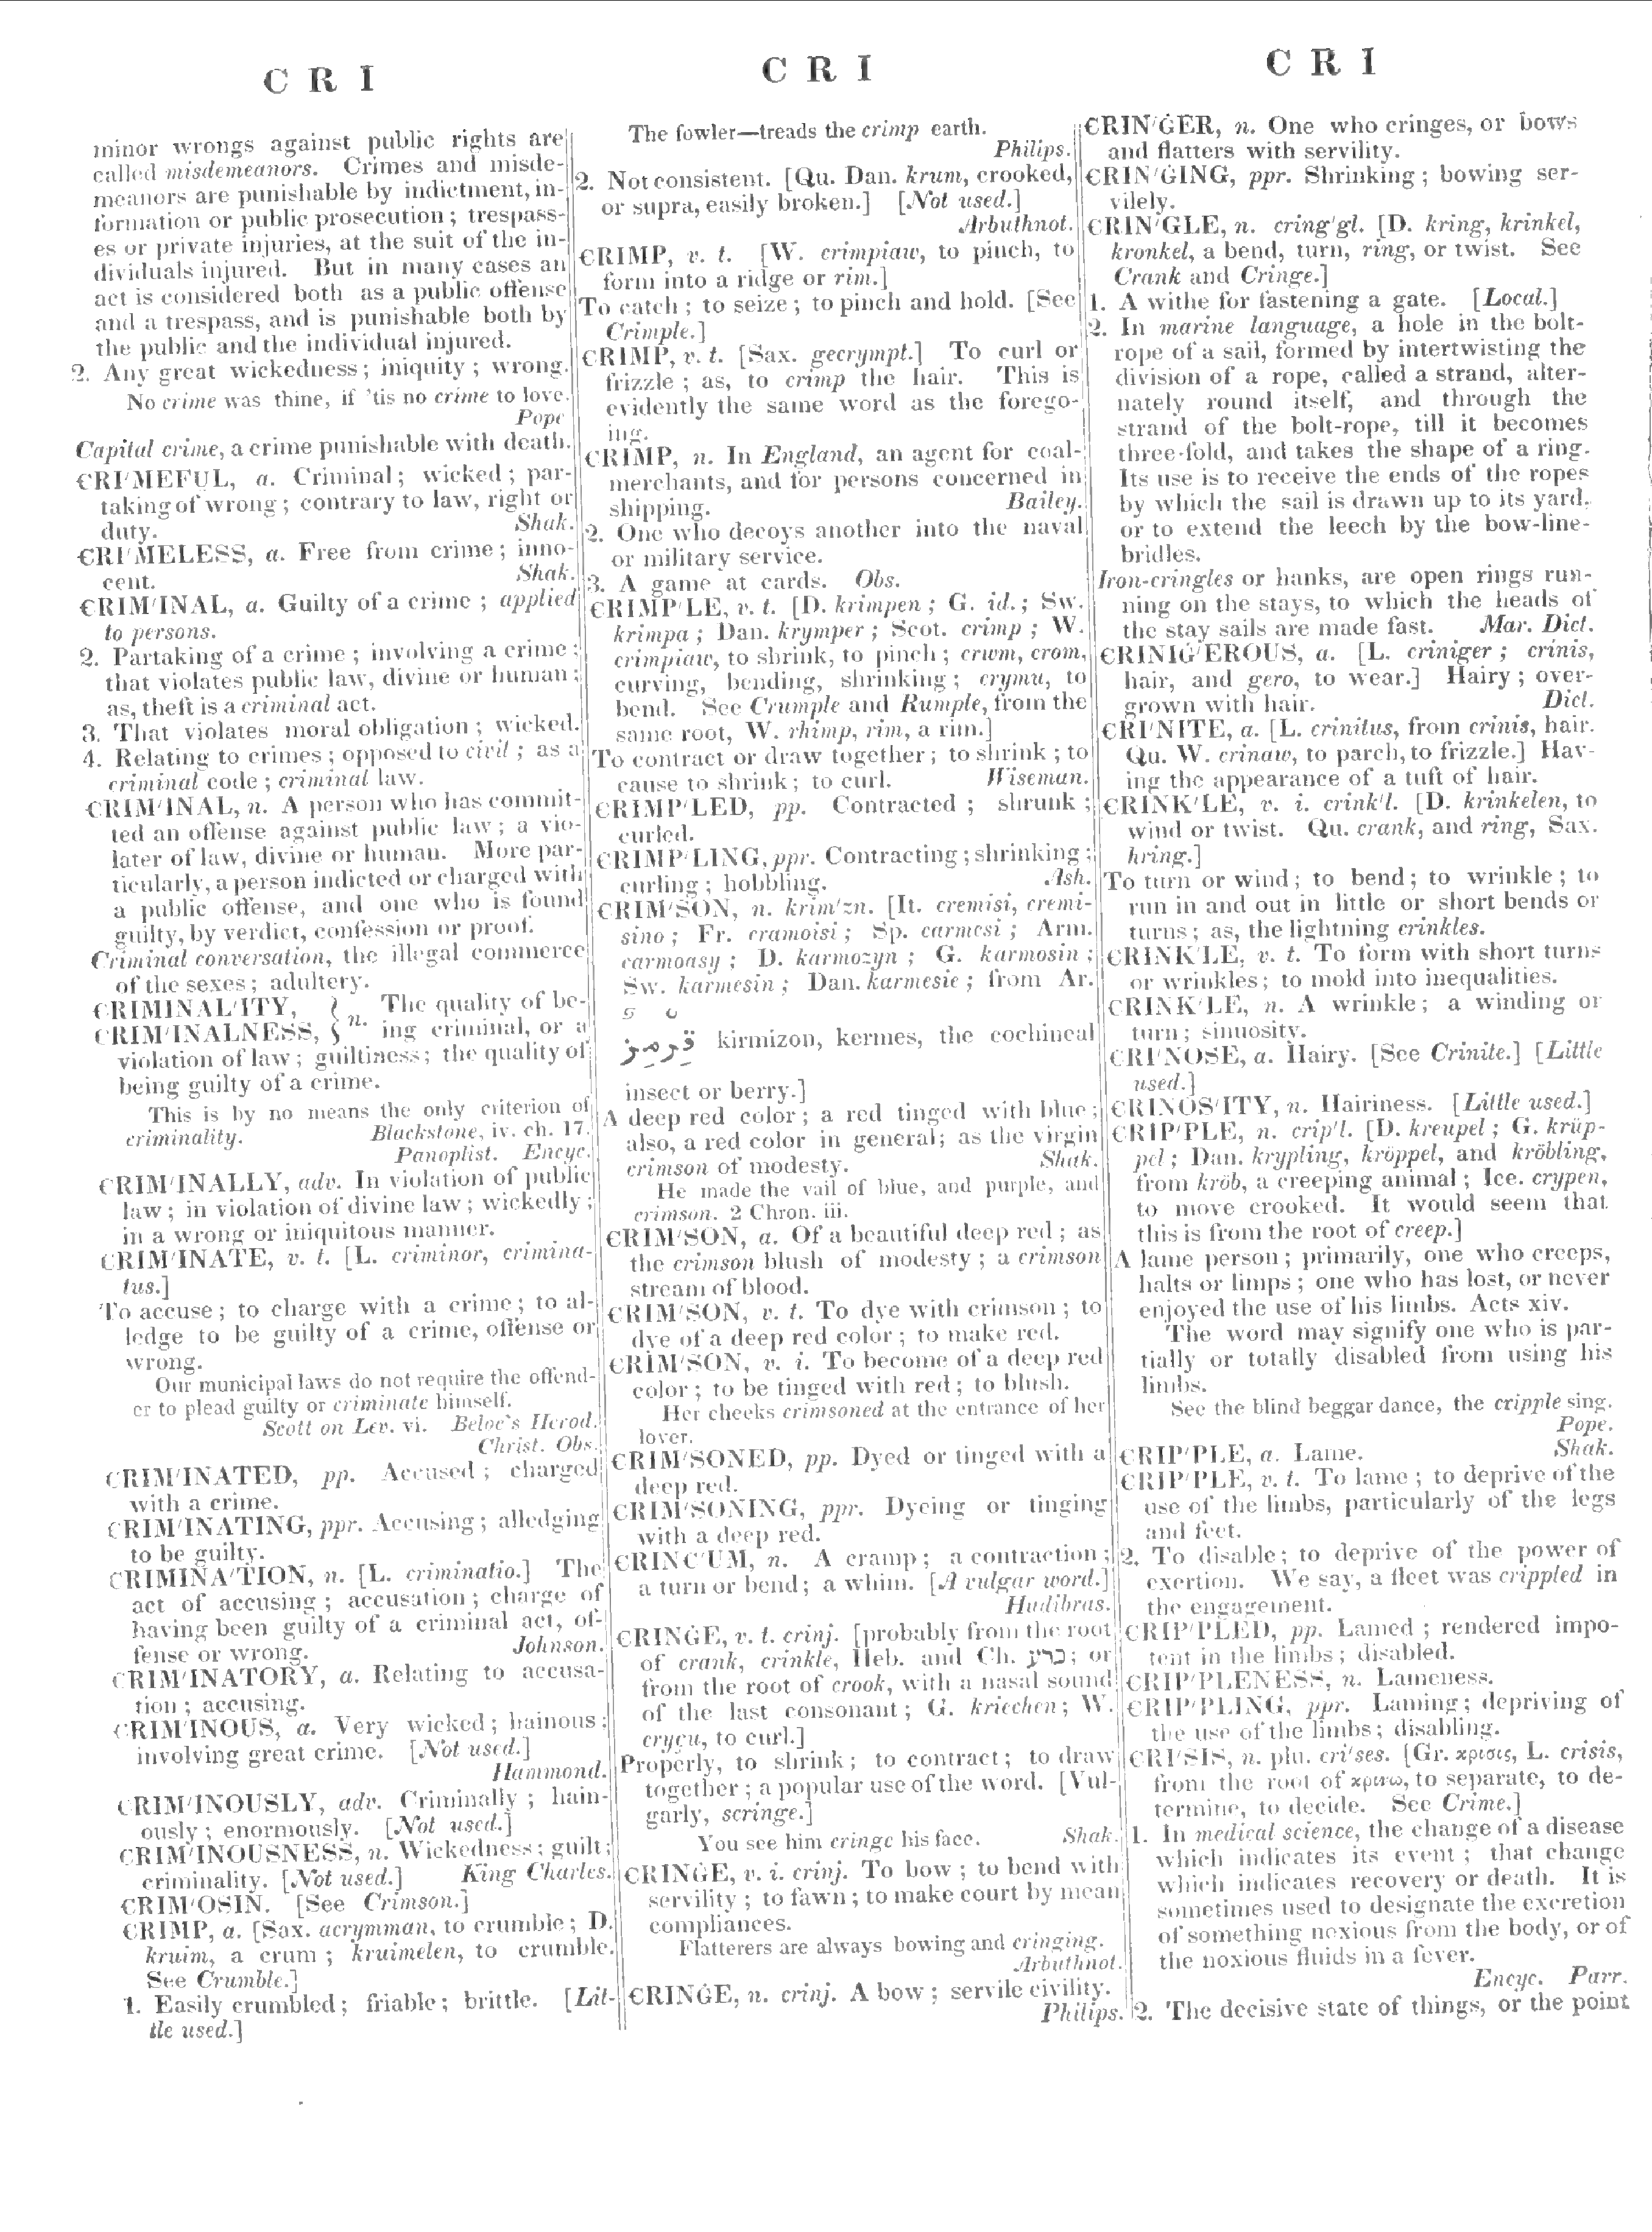 C R I
C R I
C R I
minor wrongs against public rights are
called misdemeanors. Crimes and misde-
meanors are punishable by indictment, in-
formation or public prosecution; trespass-
es or private injuries, at the suit of the in-
dividuals injured. But in many cases an
act is considered both as a public offense
and a trespass, and is punishable both by
the public and the individual injured.
2. Any great wickedness; iniquity; wrong.
No crime was thine, if 'tis no crime to love.
Pope
Capital crime, a crime punishable with death.
CRI'MEFUL, a. Criminal; wicked; par-
taking of wrong; contrary to law, right or
duty. Shak.
CRI'MELESS, a. Free from crime; inno-
cent. Shak.
CRIM'INAL, a. Guilty of a crime; applied
to persons.
2. Partaking of a crime; involving a crime;
that violates public law, divine or human;
as, theft is a criminal act.
3. That violates moral obligation; wicked.
4. Relating to crimes; opposed to civil; as a
criminal code; criminal law.
CRIM'INAL, n. A person who has commit-
ted an offense against public law; a vio-
later of law, divine or human. More par-
ticularly, a person indicted or charged with
a public offense, and one who is found
guilty, by verdict, confession or proof.
Criminal conversation, the illegal commerce
of the sexes; adultery.
CRIMINAL'ITY, } The quality of be-
CRIM'INALNESS, } n. ing criminal, or a
violation of law; guiltiness; the quality of
being guilty of a crime.
This is by no means the only criterion of
criminality. Blackstone, iv. ch. 17.
Panoplist. Encyc.
CRIM'INALLY, adv. In violation of public
law; in violation of divine law; wickedly;
in a wrong or iniquitous manner.
CRIM'INATE, v. t. [L. criminor, crimina-
tus.]
To accuse; to charge with a crime; to al-
ledge to be guilty of a crime, offense or
wrong.
Our municipal laws do not require the offend-
er to plead guilty or criminate himself.
Scott on Lev. vi. Beloe's Herod.
Christ. Obs.
CRIM'INATED, pp. Accused; charged
with a crime.
CRIM'INATING, ppr. Accusing; alledging
to be guilty.
CRIMINA'TION, n. [L. criminatio.] The
act of accusing; accusation; charge of
having been guilty of a criminal act, of-
fense or wrong. Johnson.
CRIM'INATORY, a. Relating to accusa-
tion; accusing.
CRIM'INOUS, a. Very wicked; hainous;
involving great crime. [Not used.]
Hammond.
CRIM'INOUSLY, adv. Criminally; hain-
ously; enormously. [Not used.]
CRIM'INOUSNESS, n. Wickedness; guilt;
criminality. [Not used.] King Charles.
CRIM'OSIN. [See Crimson.]
CRIMP, a. [Sax. acrymman, to crumble; D.
kruim, a crum; kruimelen, to crumble.
See Crumble.]
1. Easily crumbled; friable; brittle. [Lit-
tle used.]
The fowler—treads the crimp earth.
Philips.
2. Not consistent. [Qu. Dan. krum, crooked,
or supra, easily broken.] [Not used.]
Arbuthnot.
CRIMP, v. t. [W. crimpiaw, to pinch, to
form into a ridge or rim.]
To catch; to seize; to pinch and hold. [See
Crimple.]
CRIMP, v. t. [Sax. gecrympt.] To curl or
frizzle; as, to crimp the hair. This is
evidently the same word as the forego-
ing.
CRIMP, n. In England, an agent for coal-
merchants, and for persons concerned in
shipping. Bailey.
2. One who decoys another into the naval
or military service.
3. A game at cards. Obs.
CRIMP'LE, v. t. [D. krimpen; G. id.; Sw.
krimpa; Dan. krymper; Scot. crimp; W.
crimpiaw, to shrink, to pinch; crwm, crom,
curving, bending, shrinking; crymu, to
bend. See Crumple and Rumple, from the
same root, W. rhimp, rim, a rim.]
To contract or draw together; to shrink; to
cause to shrink; to curl. Wiseman.
CRIMP'LED, pp. Contracted; shrunk;
curled.
CRIMP'LING, ppr. Contracting; shrinking;
curling; hobbling. Ash.
CRIM'SON, n. krim'zn. [It. cremisi, cremi-
sino; Fr. cramoisi; Sp. carmesi; Arm.
carmoasy; D. karmozyn; G. karmosin;
Sw. karmesin; Dan. karmesie; from Ar.
قِرمِز kirmizon, kermes, the cochineal
insect or berry.]
A deep red color; a red tinged with blue;
also, a red color in general; as the virgin
crimson of modesty. Shak.
He made the vail of blue, and purple, and
crimson. 2 Chron. iii.
CRIM'SON, a. Of a beautiful deep red; as
the crimson blush of modesty; a crimson
stream of blood.
CRIM'SON, v. t. To dye with crimson; to
dye of a deep red color; to make red.
CRIM'SON, v. i. To become of a deep red
color; to be tinged with red; to blush.
Her cheeks crimsoned at the entrance of her
lover.
CRIM'SONED, pp. Dyed or tinged with a
deep red.
CRIM'SONING, ppr. Dyeing or tinging
with a deep red.
CRINC'UM, n. A cramp; a contraction;
a turn or bend; a whim. [A vulgar word.]
Hudibras.
CRINGE, v. t. crinj. [probably from the root
of crank, crinkle, Heb. and Ch. כרע; or
from the root of crook, with a nasal sound
of the last consonant; G. kriechen; W.
cryçu, to curl.]
Properly, to shrink; to contract; to draw
together; a popular use of the word. [Vul-
garly, scringe.]
You see him cringe his face. Shak.
CRINGE, v. i. crinj. To bow; to bend with
servility; to fawn; to make court by mean
compliances.
Flatterers are always bowing and cringing.
Arbuthnot.
CRINGE, n. crinj. A bow; servile civility.
Philips.
CRIN'GER, n. One who cringes, or bows
and flatters with servility.
CRIN'GING, ppr. Shrinking; bowing ser-
vilely.
CRIN'GLE, n. cring'gl. [D. kring, krinkel,
kronkel, a bend, turn, ring, or twist. See
Crank and Cringe.]
1. A withe for fastening a gate. [Local.]
2. In marine language, a hole in the bolt-
rope of a sail, formed by intertwisting the
division of a rope, called a strand, alter-
nately round itself, and through the
strand of the bolt-rope, till it becomes
three-fold, and takes the shape of a ring.
Its use is to receive the ends of the ropes
by which the sail is drawn up to its yard,
or to extend the leech by the bow-line-
bridles.
Iron-cringles or hanks, are open rings run-
ning on the stays, to which the heads of
the stay sails are made fast. Mar. Dict.
CRINIG'EROUS, a. [L. criniger; crinis,
hair, and gero, to wear.] Hairy; over-
grown with hair. Dict.
CRI'NITE, a. [L. crinitus, from crinis, hair.
Qu. W. crinaw, to parch, to frizzle.] Hav-
ing the appearance of a tuft of hair.
CRINK'LE, v. i. crink'l. [D. krinkelen, to
wind or twist. Qu. crank, and ring, Sax.
hring.]
To turn or wind; to bend; to wrinkle; to
run in and out in little or short bends or
turns; as, the lightning crinkles.
CRINK'LE, v. t. To form with short turns
or wrinkles; to mold into inequalities.
CRINK'LE, n. A wrinkle; a winding or
turn; sinuosity.
CRI'NOSE, a. Hairy. [See Crinite.] [Little
used.]
CRINOS'ITY, n. Hairiness. [Little used.]
CRIP'PLE, n. crip'l. [D. kreupel; G. krüp-
pel; Dan. krypling, kröppel, and kröbling,
from kröb, a creeping animal; Ice. crypen,
to move crooked. It would seem that
this is from the root of creep.]
A lame person; primarily, one who creeps,
halts or limps; one who has lost, or never
enjoyed the use of his limbs. Acts xiv.
The word may signify one who is par-
tially or totally disabled from using his
limbs.
See the blind beggar dance, the cripple sing.
Pope.
CRIP'PLE, a. Lame. Shak.
CRIP'PLE, v. t. To lame; to deprive of the
use of the limbs, particularly of the legs
and feet.
2. To disable; to deprive of the power of
exertion. We say, a fleet was crippled in
the engagement.
CRIP'PLED, pp. Lamed; rendered impo-
tent in the limbs; disabled.
CRIP'PLENESS, n. Lameness.
CRIP'PLING, ppr. Laming; depriving of
the use of the limbs; disabling.
CRI'SIS, n. plu. cri'ses. [Gr. κρισις, L. crisis,
from the root of κρινω, to separate, to de-
termine, to decide. See Crime.]
1. In medical science, the change of a disease
which indicates its event; that change
which indicates recovery or death. It is
sometimes used to designate the excretion
of something noxious from the body, or of
the noxious fluids in a fever.
Encyc. Parr.
2. The decisive state of things, or the point